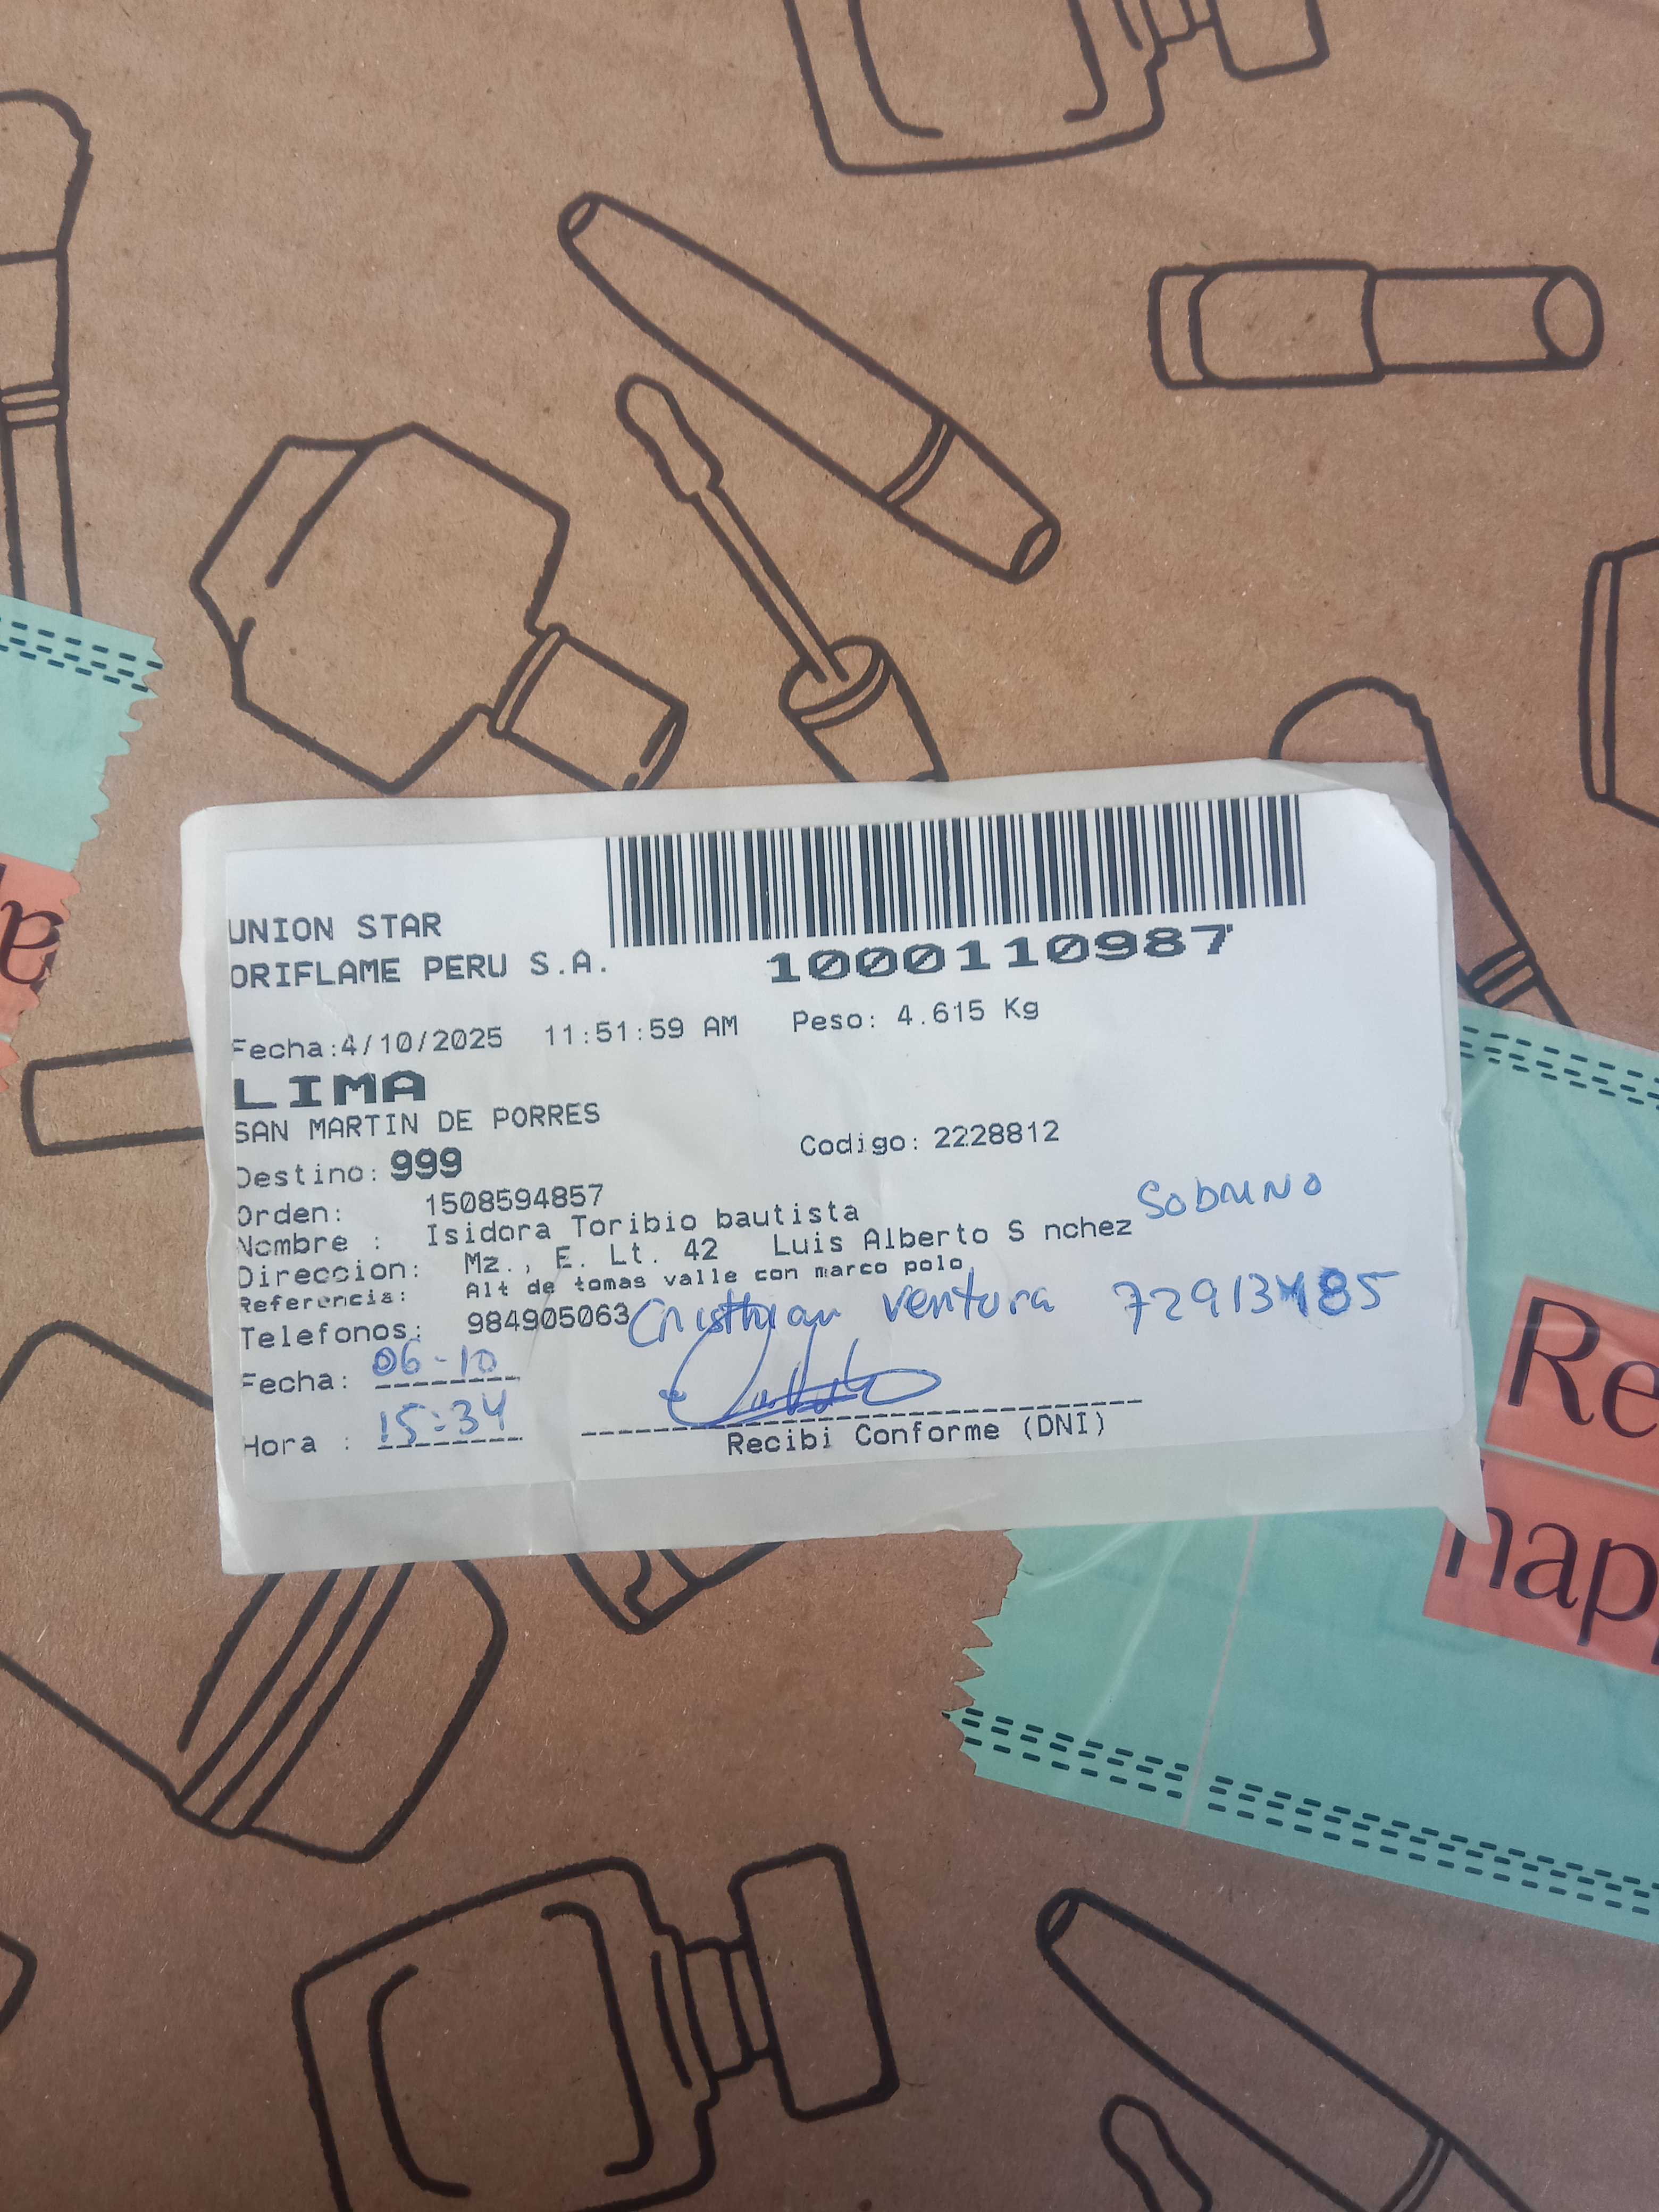 UNION STAR
ORIFLAME PERU S.A.
1000110987
Fecha:4/10/2025 11:51:59 AM Peso: 4.615 Kg
LIMA
SAN MARTIN DE PORRES
Destino: 999 Codigo: 2228812
Orden: 1508594857
Nombre : Isidora Toribio bautista Sobrino
Direccion: Mz., E. Lt. 42 Luis Alberto S nchez
Referencia: Alt de tomas valle con marco polo
Telefonos: 984905063 Cristhian Ventura
Fecha: 06-10
Hora : 15:34
Recibi Conforme (DNI)
Re
hap